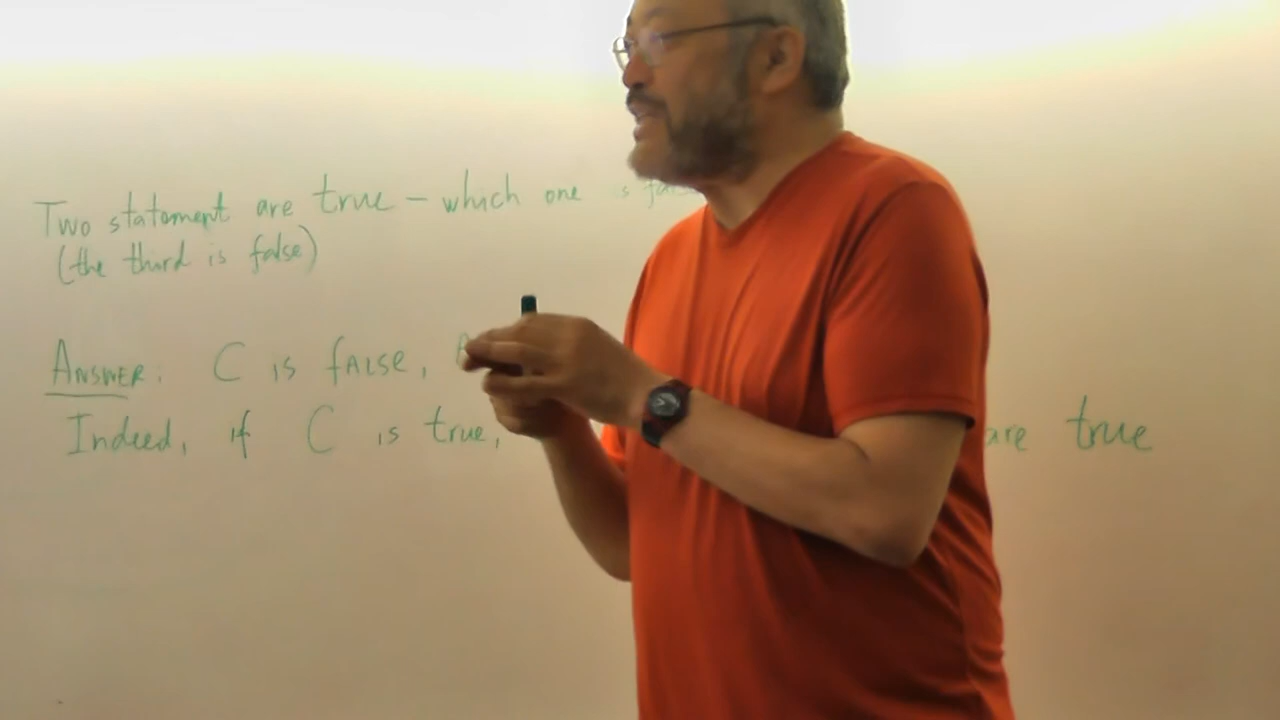 Two statement are true – which one is
(the third is false)
ANSWER: C is false,
Indeed, if C is true, are true